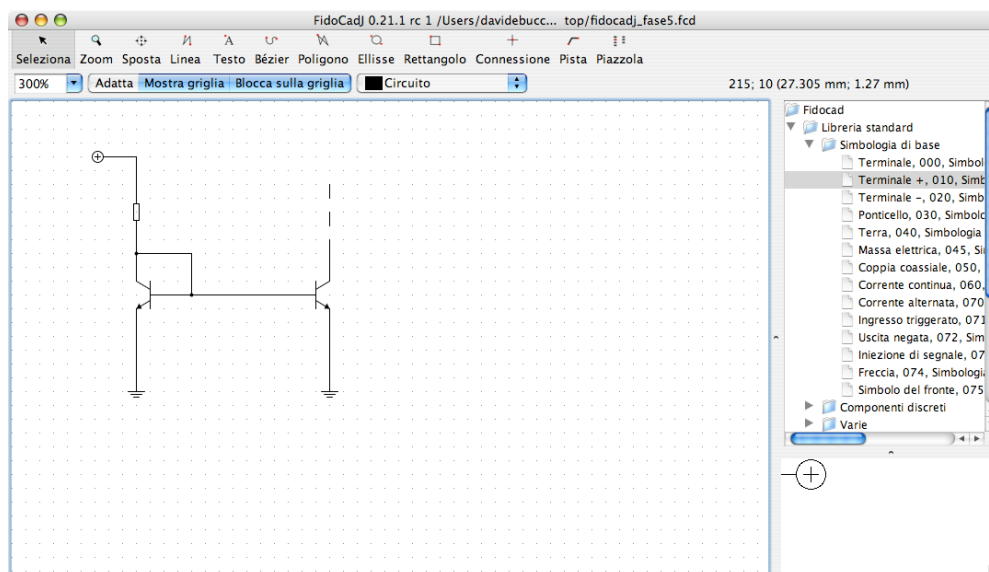 FidoCadJ 0.21.1 rc 1 /Users/davidebucc... top/fidocadj_fase5.fcd
Seleziona Zoom Sposta Linea Testo Bézier Poligono Ellisse Rettangolo Connessione Pista Piazzola
300% Adatta Mostra griglia Blocca sulla griglia Circuito 215; 10 (27.305 mm; 1.27 mm)
Fidocad
Libreria standard
Simbologia di base
Terminale, 000, Simbol
Terminale +, 010, Simb
Terminale –, 020, Simb
Ponticello, 030, Simbolo
Terra, 040, Simbologia
Massa elettrica, 045, Si
Coppia coassiale, 050,
Corrente continua, 060,
Corrente alternata, 070
Ingresso triggerato, 071
Uscita negata, 072, Sim
Iniezione di segnale, 07
Freccia, 074, Simbologi
Simbolo del fronte, 075
Componenti discreti
Varie